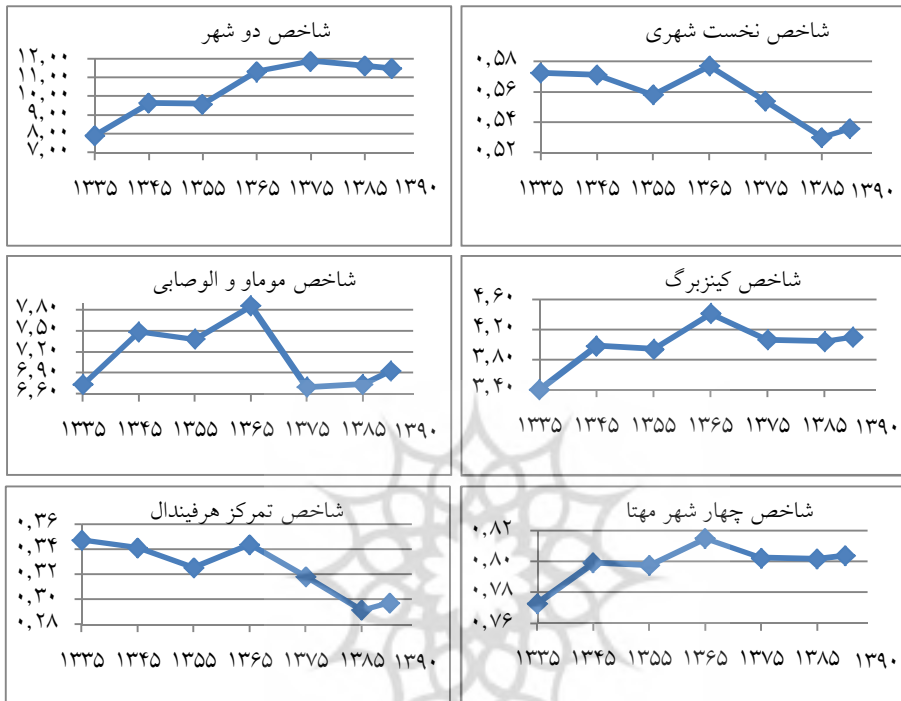 شاخص نخست شهری
۰,۵۸
۰,۵۶
۰,۵۴
۰,۵۲
۱۳۳۵ ۱۳۴۵ ۱۳۵۵ ۱۳۶۵ ۱۳۷۵ ۱۳۸۵ ۱۳۹۰
شاخص دو شهر
۱۲,۰۰
۱۱,۰۰
۱۰,۰۰
۹,۰۰
۸,۰۰
۷,۰۰
۱۳۳۵ ۱۳۴۵ ۱۳۵۵ ۱۳۶۵ ۱۳۷۵ ۱۳۸۵ ۱۳۹۰
شاخص کینزبرگ
۴,۶۰
۴,۲۰
۳,۸۰
۳,۴۰
۱۳۳۵ ۱۳۴۵ ۱۳۵۵ ۱۳۶۵ ۱۳۷۵ ۱۳۸۵ ۱۳۹۰
شاخص موماو و الوصابی
۷,۸۰
۷,۵۰
۷,۲۰
۶,۹۰
۶,۶۰
۱۳۳۵ ۱۳۴۵ ۱۳۵۵ ۱۳۶۵ ۱۳۷۵ ۱۳۸۵ ۱۳۹۰
شاخص چهار شهر مهتا
۰,۸۲
۰,۸۰
۰,۷۸
۰,۷۶
۱۳۳۵ ۱۳۴۵ ۱۳۵۵ ۱۳۶۵ ۱۳۷۵ ۱۳۸۵ ۱۳۹۰
شاخص تمرکز هرفیندال
۰,۳۶
۰,۳۴
۰,۳۲
۰,۳۰
۰,۲۸
۱۳۳۵ ۱۳۴۵ ۱۳۵۵ ۱۳۶۵ ۱۳۷۵ ۱۳۸۵ ۱۳۹۰